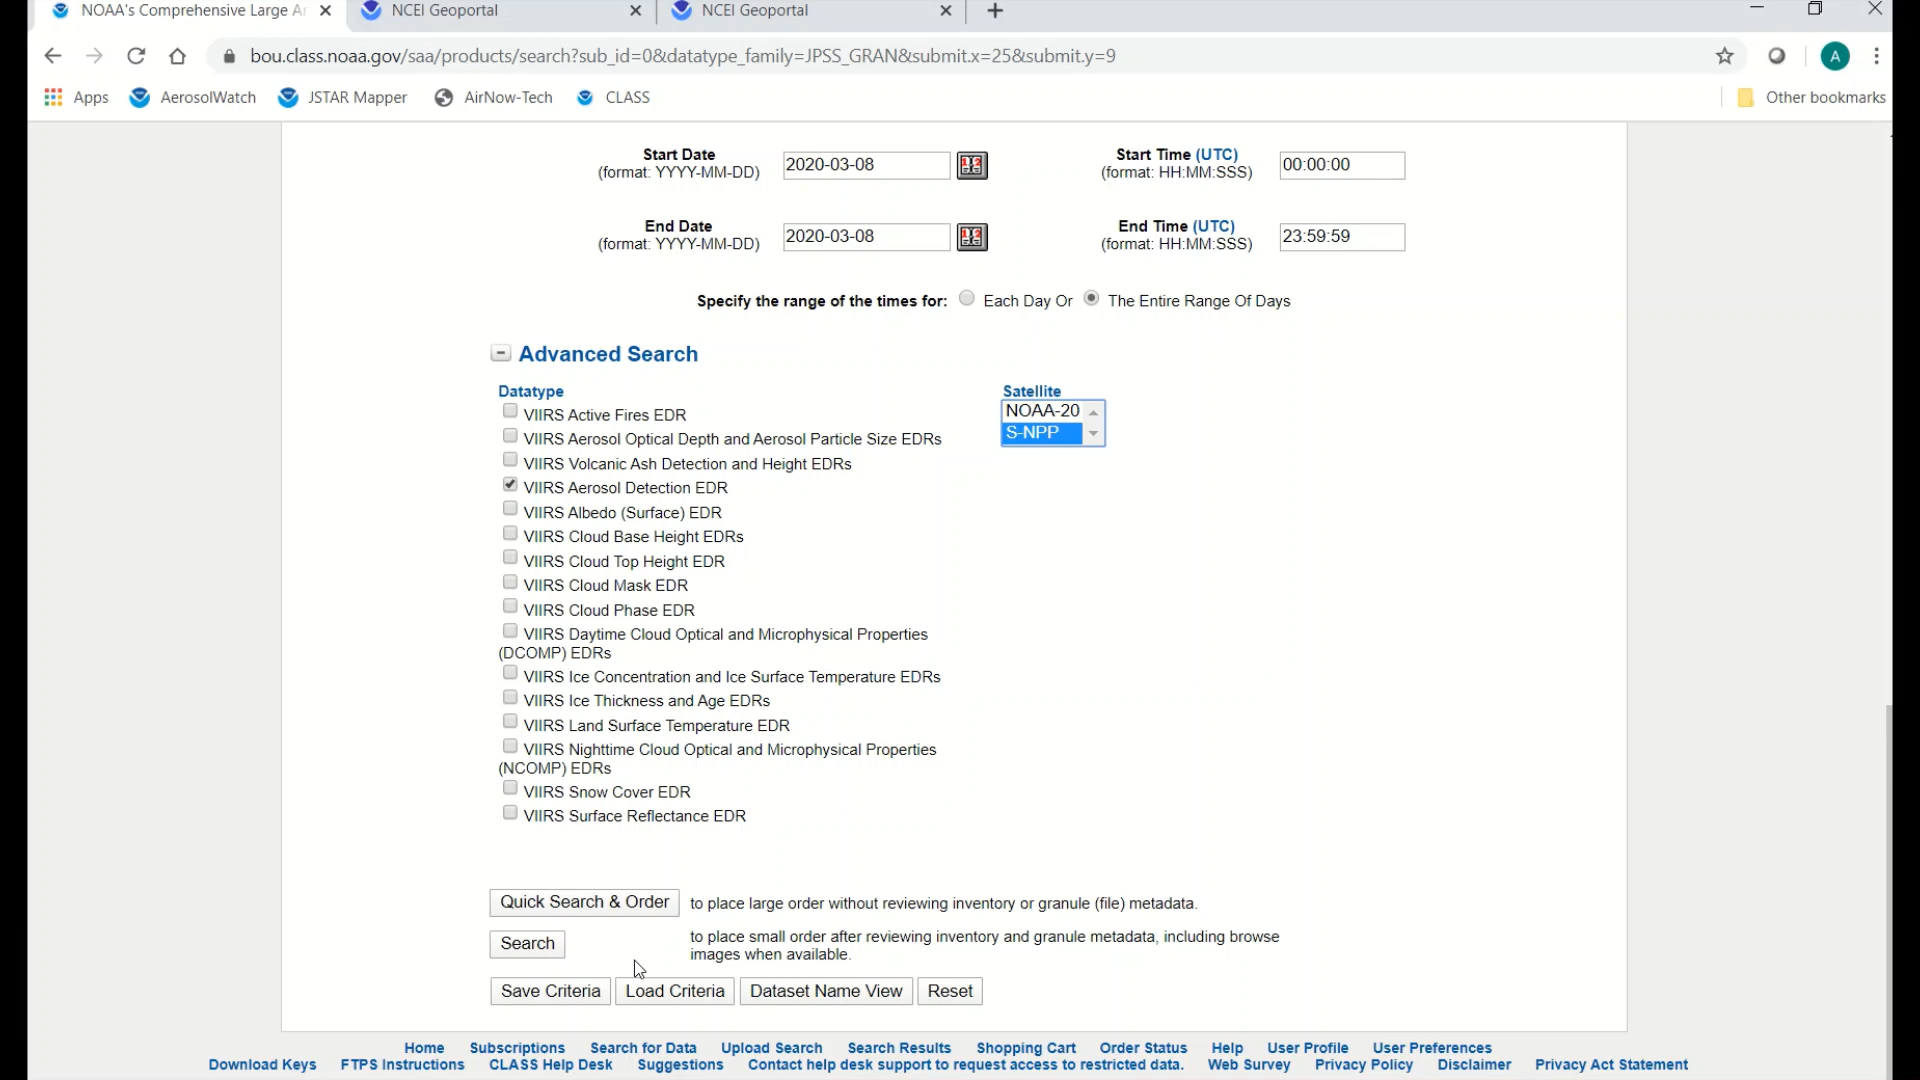 NOAA's Comprehensive Large Ar
NCEI Geoportal
NCEI Geoportal
bou.class.noaa.gov/saa/products/search?sub_id=0&datatype_family=JPSS_GRAN&submit.x=25&submit.y=9
A
Apps
AerosolWatch
JSTAR Mapper
AirNow-Tech
CLASS
Other bookmarks
Start Date
(format: YYYY-MM-DD)
2020-03-08
Start Time (UTC)
(format: HH:MM:SSS)
00:00:00
End Date
(format: YYYY-MM-DD)
2020-03-08
End Time (UTC)
(format: HH:MM:SSS)
23:59:59
Specify the range of the times for: Each Day Or The Entire Range Of Days
Advanced Search
Datatype
VIIRS Active Fires EDR
VIIRS Aerosol Optical Depth and Aerosol Particle Size EDRs
VIIRS Volcanic Ash Detection and Height EDRs
VIIRS Aerosol Detection EDR
VIIRS Albedo (Surface) EDR
VIIRS Cloud Base Height EDRs
VIIRS Cloud Top Height EDR
VIIRS Cloud Mask EDR
VIIRS Cloud Phase EDR
VIIRS Daytime Cloud Optical and Microphysical Properties
(DCOMP) EDRs
VIIRS Ice Concentration and Ice Surface Temperature EDRs
VIIRS Ice Thickness and Age EDRs
VIIRS Land Surface Temperature EDR
VIIRS Nighttime Cloud Optical and Microphysical Properties
(NCOMP) EDRs
VIIRS Snow Cover EDR
VIIRS Surface Reflectance EDR
Satellite
NOAA-20
S-NPP
Quick Search & Order to place large order without reviewing inventory or granule (file) metadata.
Search
to place small order after reviewing inventory and granule metadata, including browse
images when available.
Save Criteria Load Criteria Dataset Name View Reset
Home Subscriptions Search for Data Upload Search Search Results Shopping Cart Order Status Help User Profile User Preferences
Download Keys FTPS Instructions CLASS Help Desk Suggestions Contact help desk support to request access to restricted data. Web Survey Privacy Policy Disclaimer Privacy Act Statement